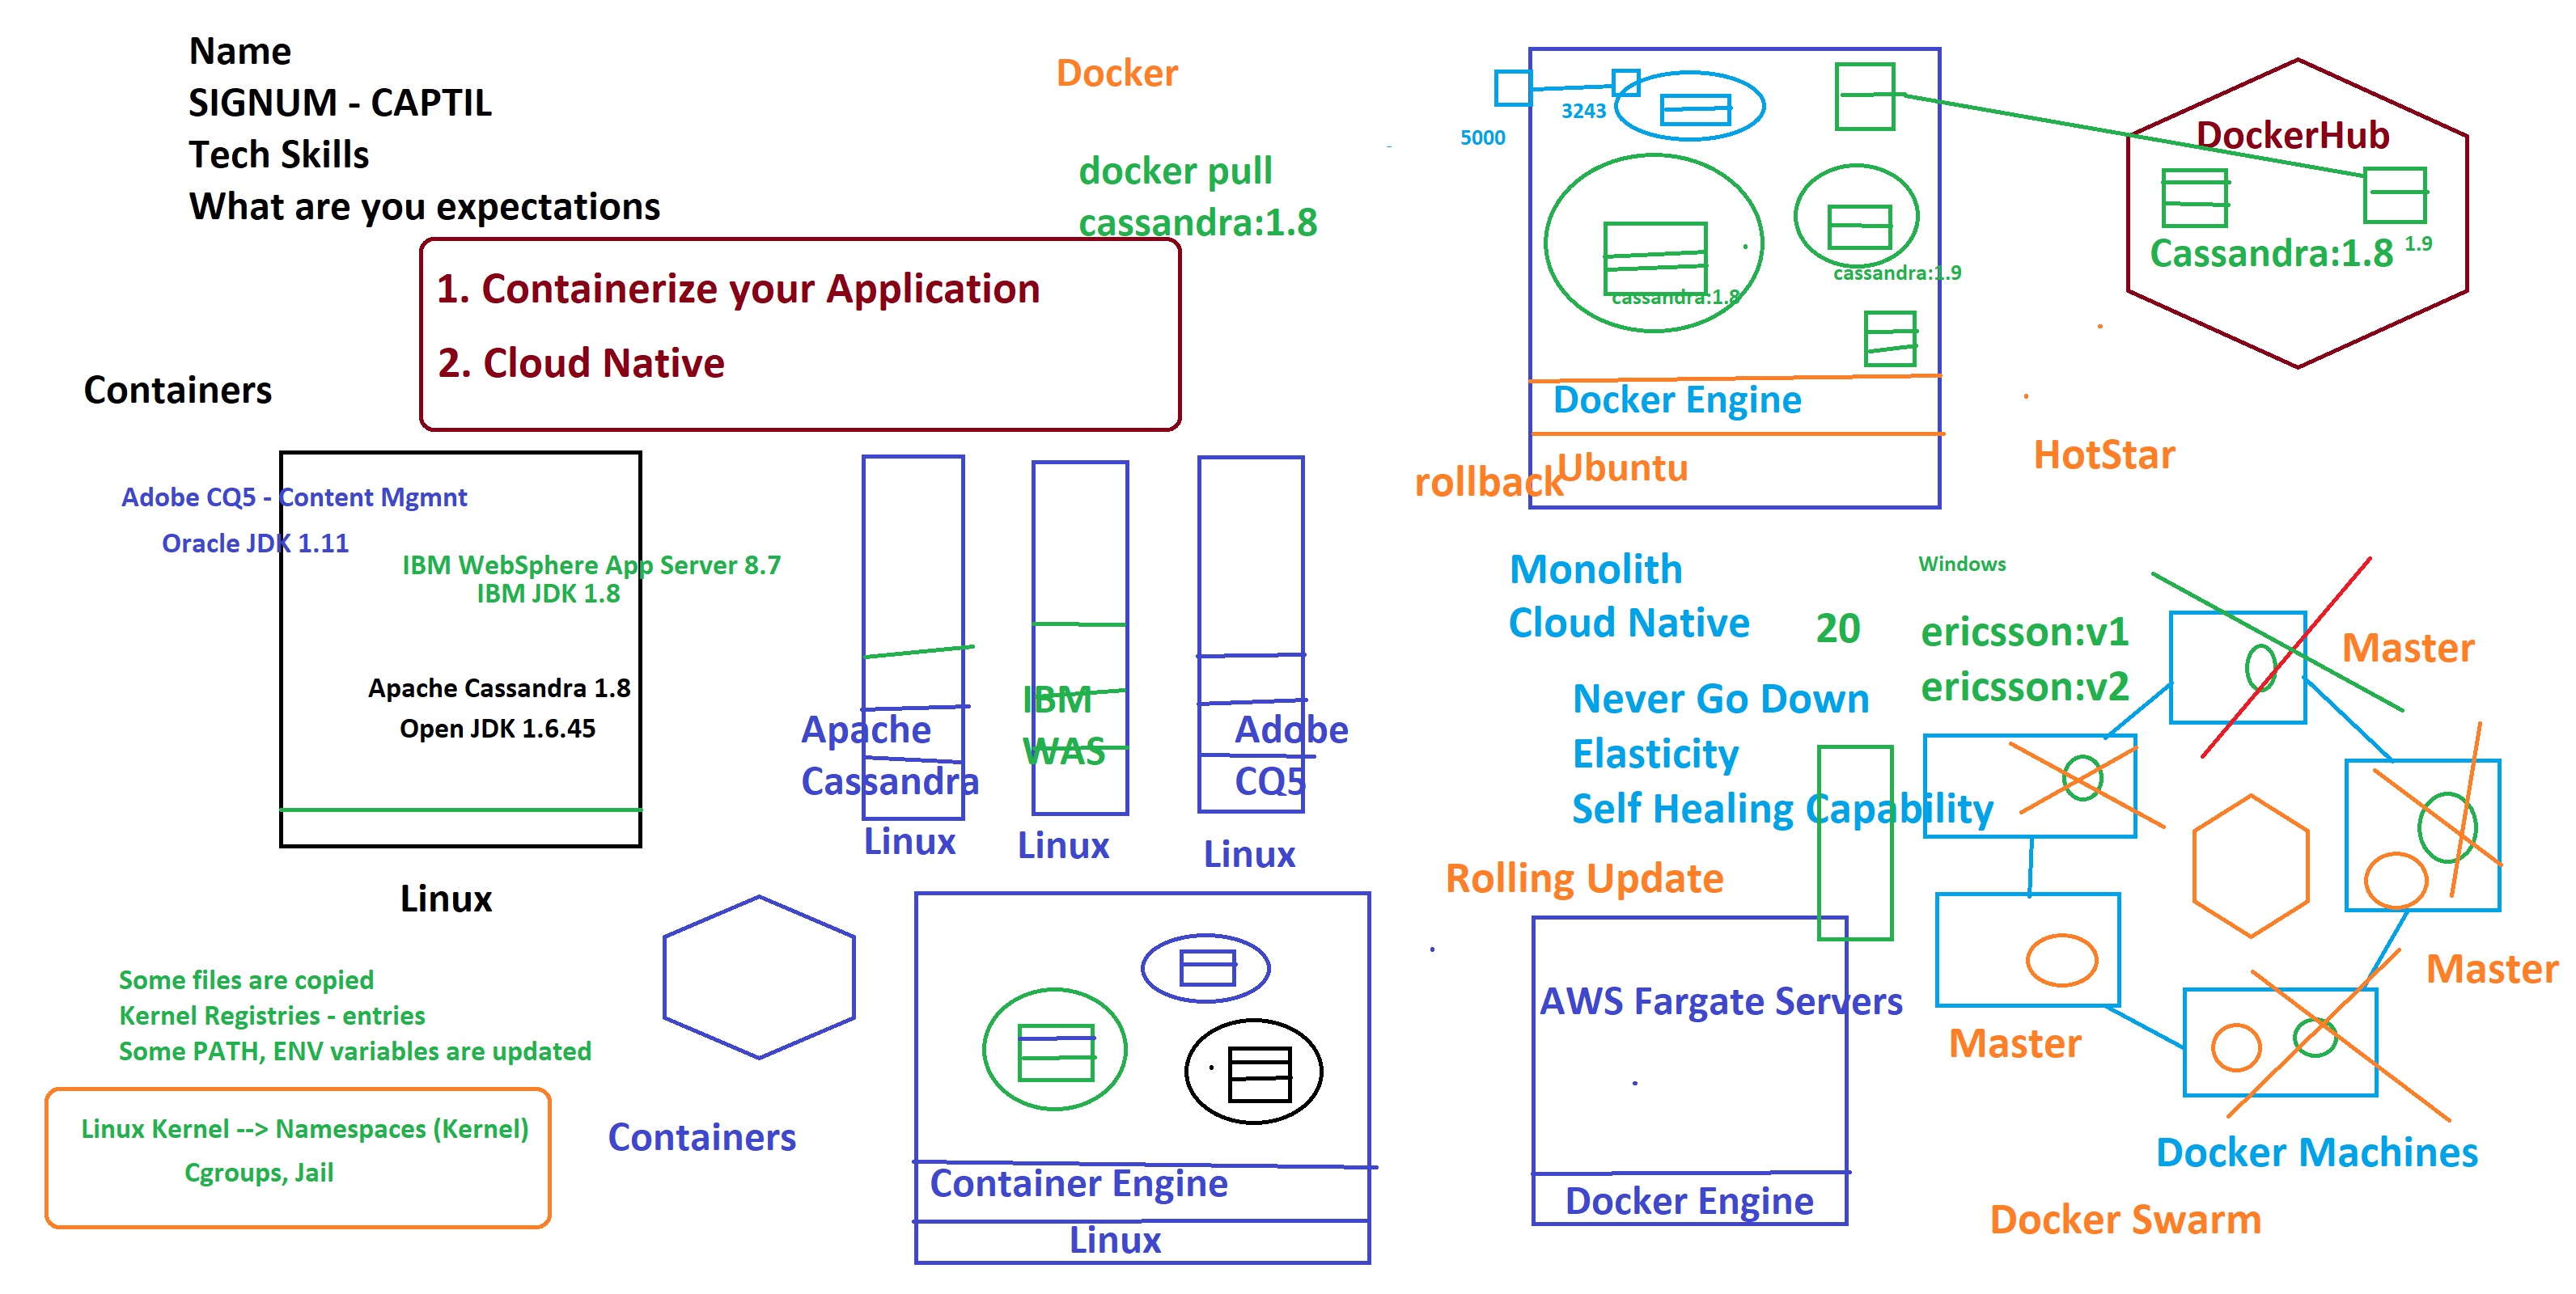 Name
SIGNUM - CAPTIL
Tech Skills
What are you expectations
1. Containerize your Application
2. Cloud Native
Containers
Adobe CQ5 - Content Mgmnt
Oracle JDK 1.11
IBM WebSphere App Server 8.7
IBM JDK 1.8
Apache Cassandra 1.8
Open JDK 1.6.45
Linux
Some files are copied
Kernel Registries - entries
Some PATH, ENV variables are updated
Linux Kernel --> Namespaces (Kernel)
Cgroups, Jail
Apache
Cassandra
Linux
IBM
WAS
Linux
Adobe
CQ5
Linux
Containers
Container Engine
Linux
Docker
docker pull
cassandra:1.8
5000
3243
cassandra:1.8
cassandra:1.9
Docker Engine
Ubuntu
rollback
DockerHub
Cassandra:1.8
1.9
HotStar
Monolith
Cloud Native
Never Go Down
Elasticity
Self Healing Capability
Rolling Update
20
Windows
ericsson:v1
ericsson:v2
AWS Fargate Servers
Docker Engine
Master
Master
Master
Docker Machines
Docker Swarm